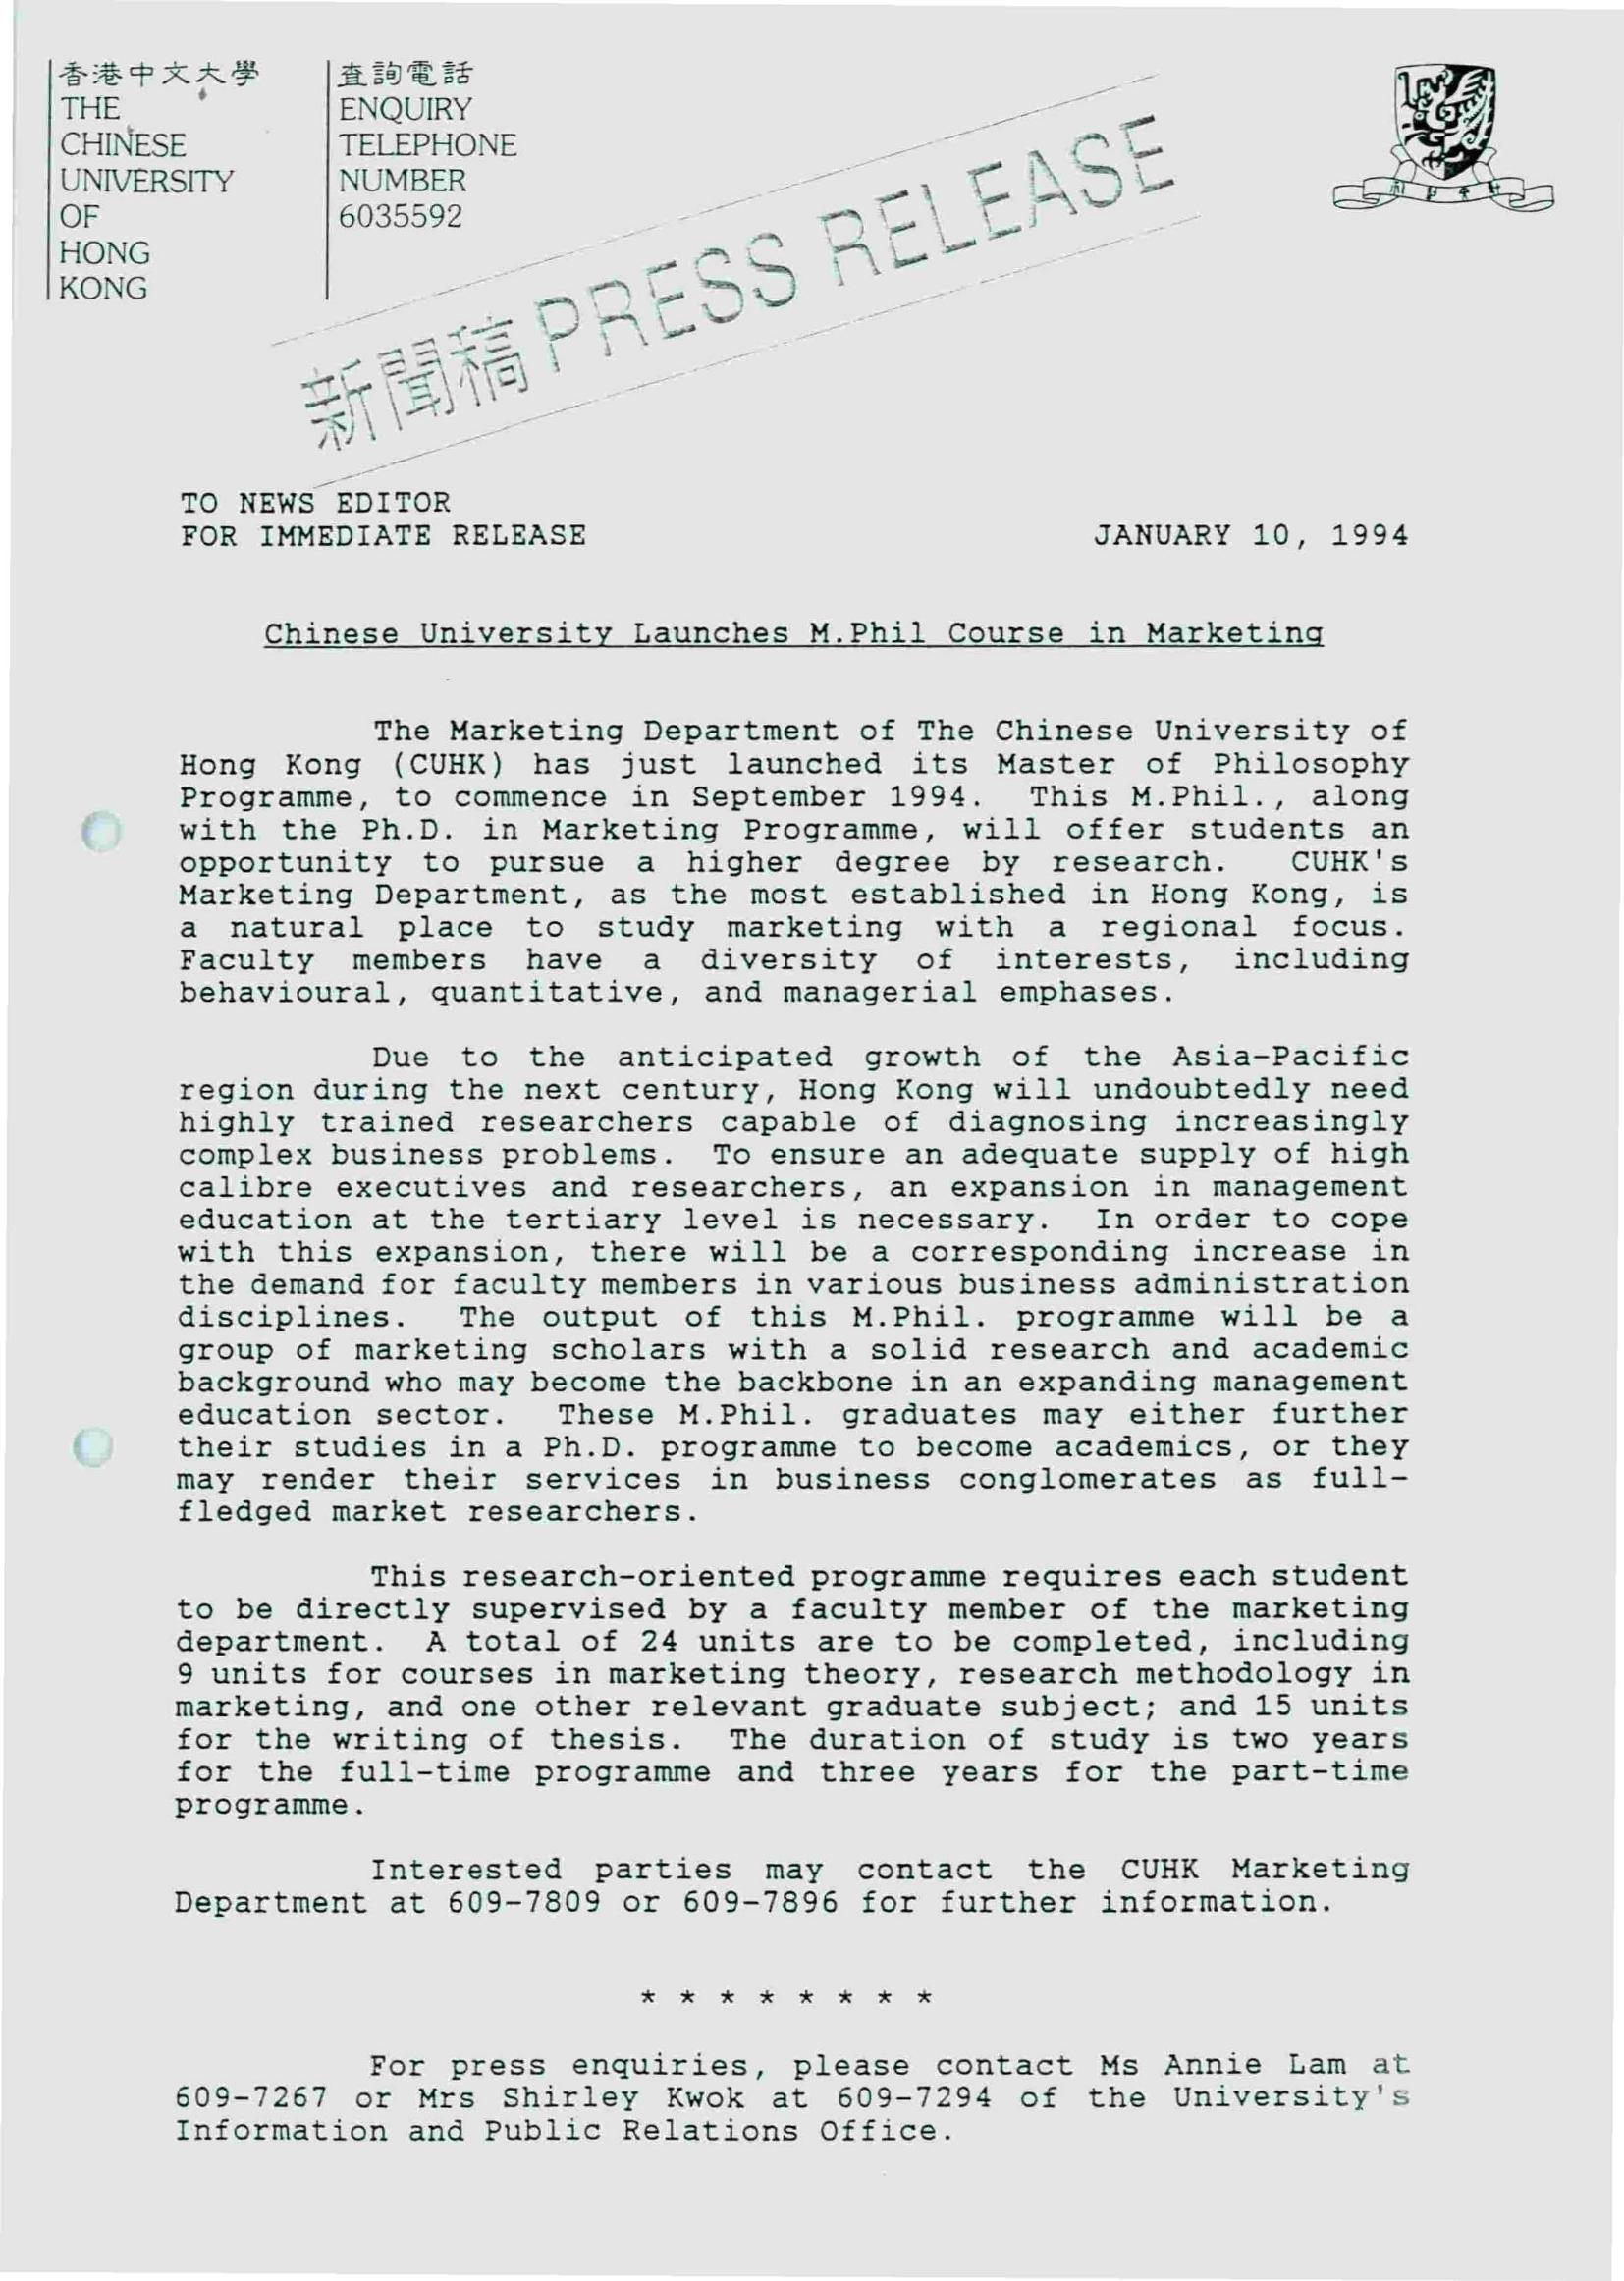 香港中文大學
THE
CHINESE
UNIVERSITY
OF
HONG
KONG
查詢電話
ENQUIRY
TELEPHONE
NUMBER
6035592
新聞稿 PRESS RELEASE
TO NEWS EDITOR
FOR IMMEDIATE RELEASE JANUARY 10, 1994
Chinese University Launches M.Phil Course in Marketing
The Marketing Department of The Chinese University of
Hong Kong (CUHK) has just launched its Master of Philosophy
Programme, to commence in September 1994. This M.Phil., along
with the Ph.D. in Marketing Programme, will offer students an
opportunity to pursue a higher degree by research. CUHK's
Marketing Department, as the most established in Hong Kong, is
a natural place to study marketing with a regional focus.
Faculty members have a diversity of interests, including
behavioural, quantitative, and managerial emphases.
Due to the anticipated growth of the Asia-Pacific
region during the next century, Hong Kong will undoubtedly need
highly trained researchers capable of diagnosing increasingly
complex business problems. To ensure an adequate supply of high
calibre executives and researchers, an expansion in management
education at the tertiary level is necessary. In order to cope
with this expansion, there will be a corresponding increase in
the demand for faculty members in various business administration
disciplines. The output of this M.Phil. programme will be a
group of marketing scholars with a solid research and academic
background who may become the backbone in an expanding management
education sector. These M.Phil. graduates may either further
their studies in a Ph.D. programme to become academics, or they
may render their services in business conglomerates as full-
fledged market researchers.
This research-oriented programme requires each student
to be directly supervised by a faculty member of the marketing
department. A total of 24 units are to be completed, including
9 units for courses in marketing theory, research methodology in
marketing, and one other relevant graduate subject; and 15 units
for the writing of thesis. The duration of study is two years
for the full-time programme and three years for the part-time
programme.
Interested parties may contact the CUHK Marketing
Department at 609-7809 or 609-7896 for further information.
* * * * * * * *
For press enquiries, please contact Ms Annie Lam at
609-7267 or Mrs Shirley Kwok at 609-7294 of the University's
Information and Public Relations Office.